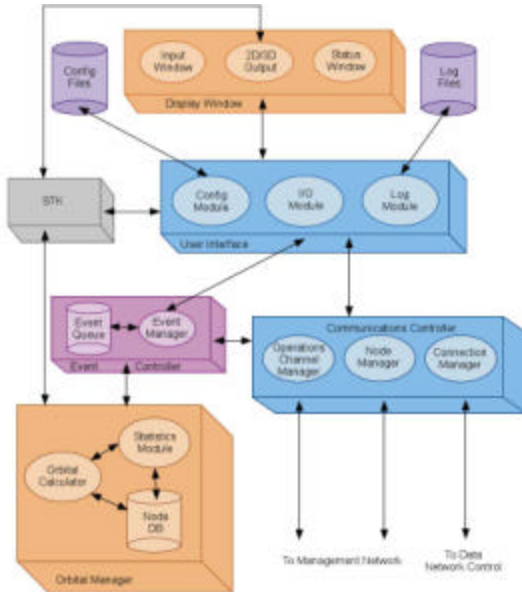 Input
Window
2D/3D
Output
Status
Window
Display Window
Config
Files
Log
Files
STK
Config
Module
I/O
Module
Log
Module
User Interface
Event
Queue
Event
Manager
Event Controller
Communications Controller
Operations
Channel
Manager
Node
Manager
Connection
Manager
Statistics
Module
Orbital
Calculator
Node
DB
Orbital Manager
To Management Network
To Data
Network Control